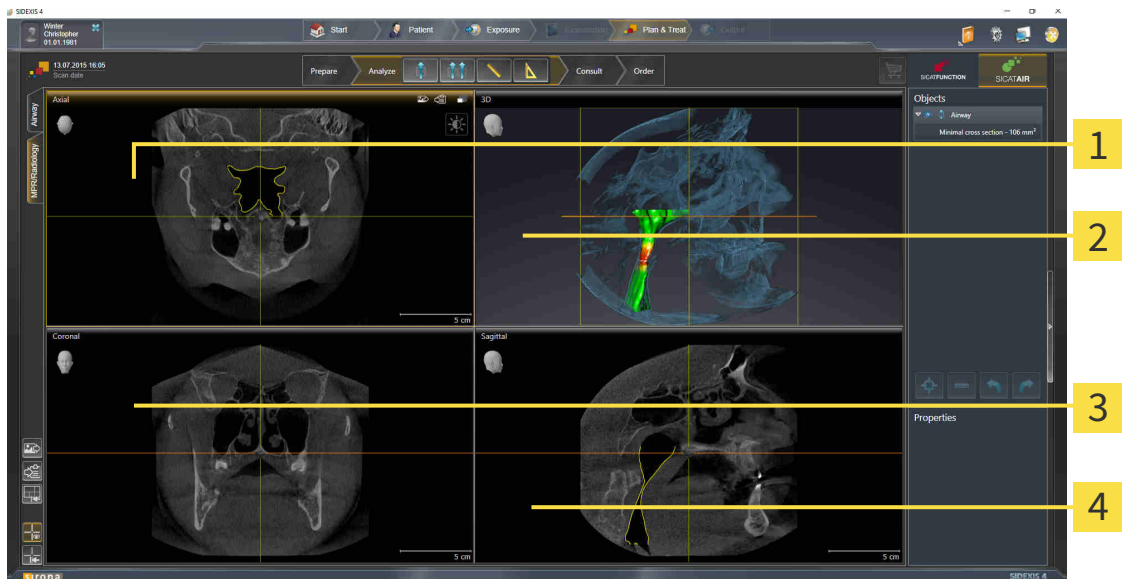 SIDEXIS 4
Winter
Christopher
01.01.1981
Start
Patient
Exposure
Plan & Treat
13.07.2015 16:05
Scan date
Prepare
Analyze
Consult
Order
SICATFUNCTION
SICATAIR
Airway
MPR/Radiology
Axial
5 cm
3D
Objects
Airway
Minimal cross section - 106 mm²
1
2
Coronal
5 cm
Sagittal
5 cm
Properties
3
4
sirona
SIDEXIS 4